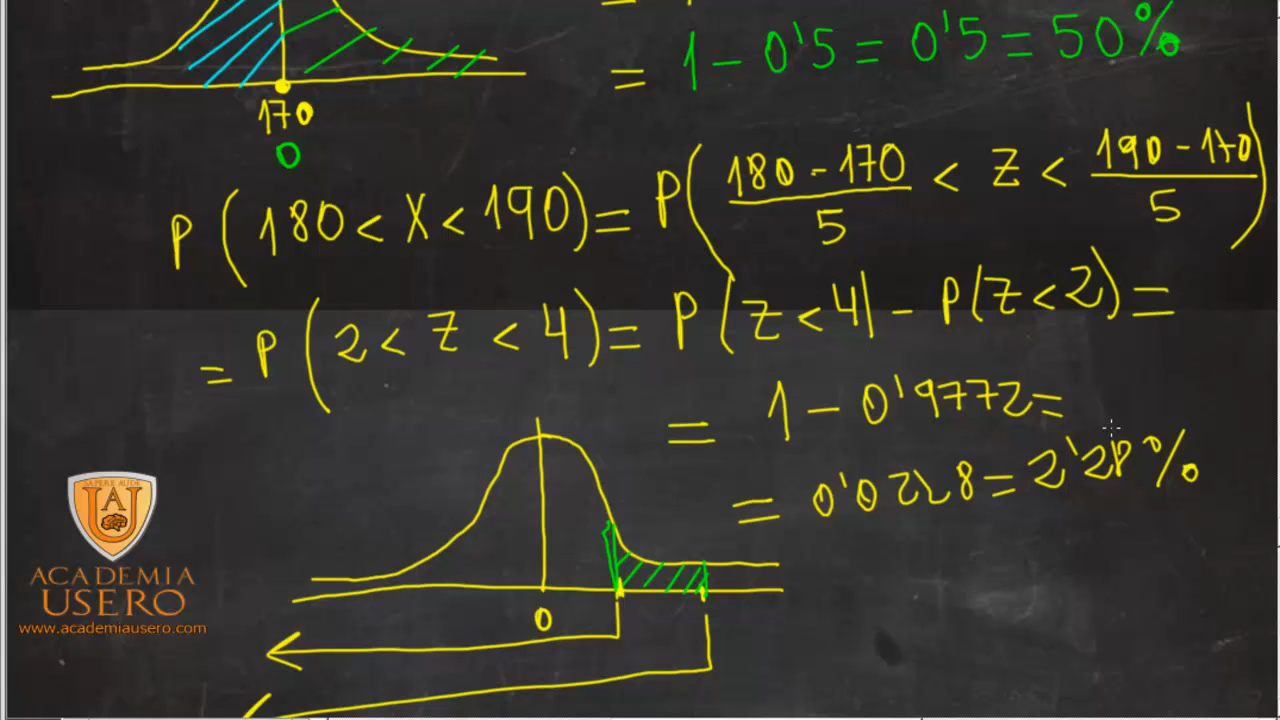 =
1 - 0'5 = 0'5 = 50%
=
170
0
P(180 < X < 190) = P(180 - 170 / 5 < Z < 190 - 170 / 5)
= P(2 < Z < 4) = P(Z < 4) - P(Z < 2) =
= 1 - 0'9772 =
= 0'0228 = 2'28%
0
SAPERE AUDE
UA
ACADEMIA
USERO
www.academiausero.com